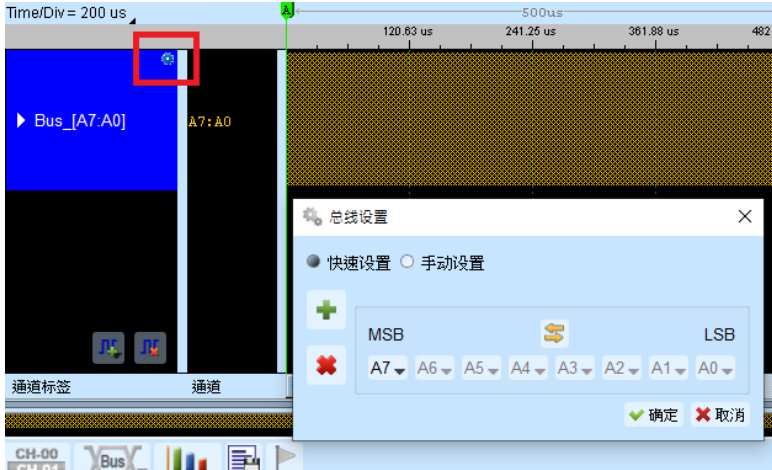 Time/Div = 200 us
A
500us
120.63 us 241.25 us 361.88 us 482
Bus_[A7:A0]
A7:A0
总线设置
快速设置 手动设置
MSB LSB
A7 A6 A5 A4 A3 A2 A1 A0
确定 取消
通道标签 通道
CH-00
CH-01
Bus